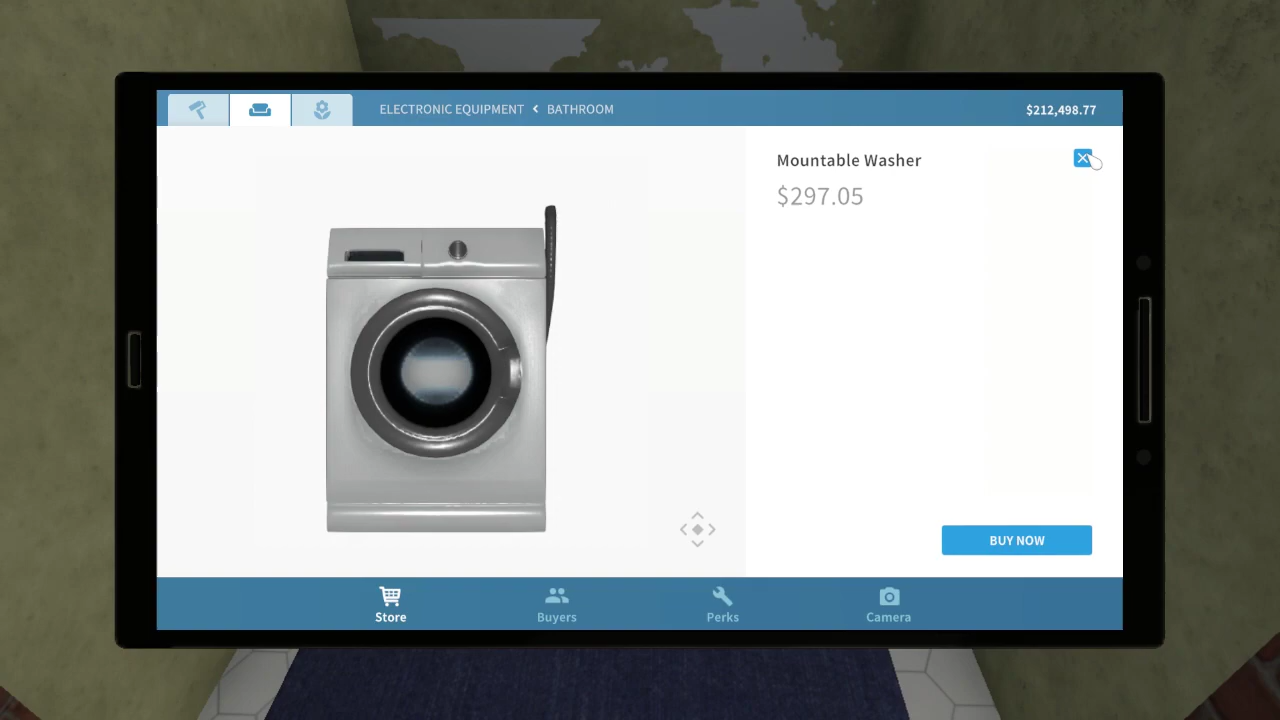 ELECTRONIC EQUIPMENT < BATHROOM
$212,498.77
Mountable Washer
$297.05
BUY NOW
Store
Buyers
Perks
Camera